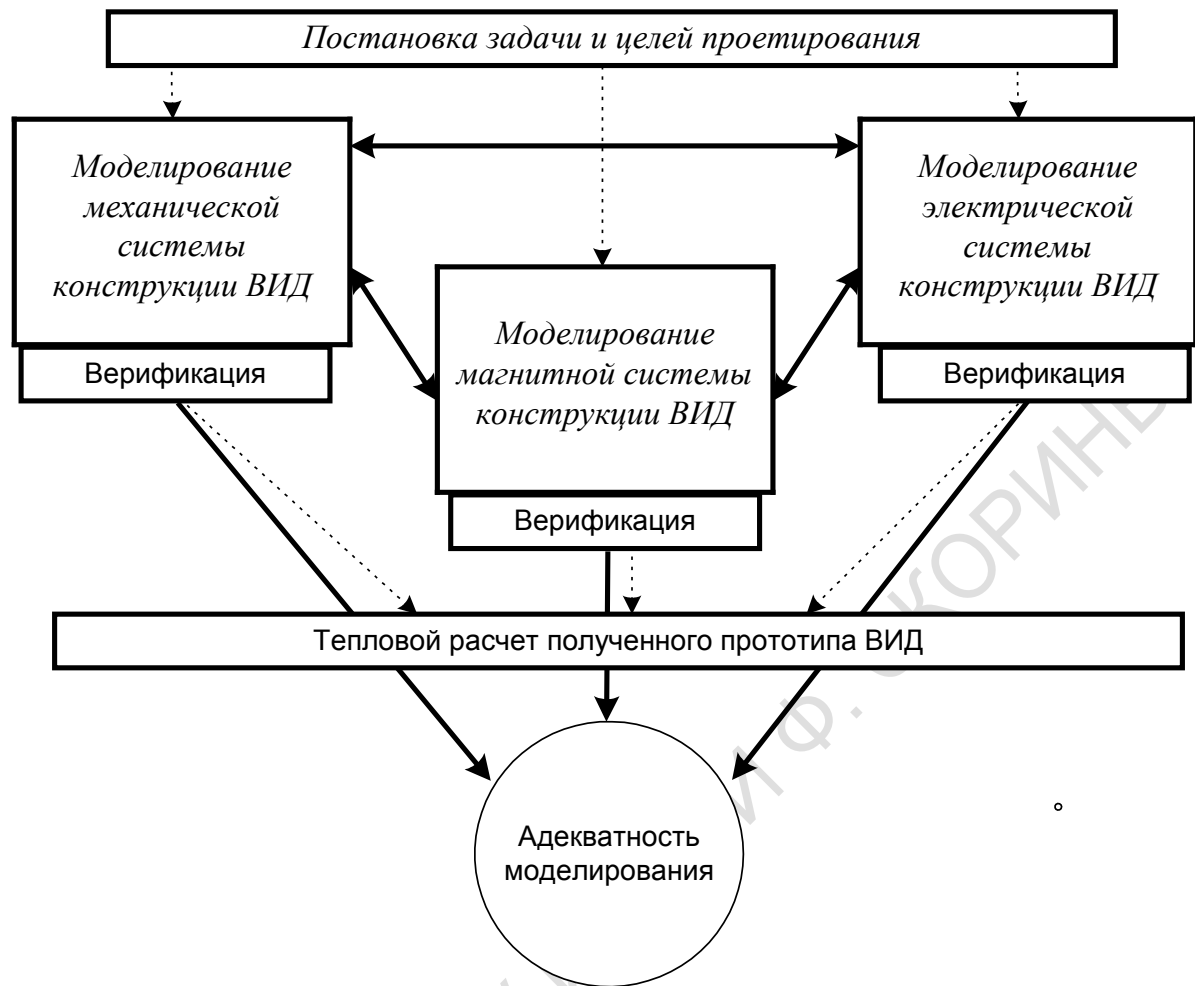 Постановка задачи и целей проетирования
Моделирование
механической
системы
конструкции ВИД
Верификация
Моделирование
магнитной системы
конструкции ВИД
Верификация
Моделирование
электрической
системы
конструкции ВИД
Верификация
Тепловой расчет полученного прототипа ВИД
Адекватность
моделирования
И Ф. СКОРИНЫ